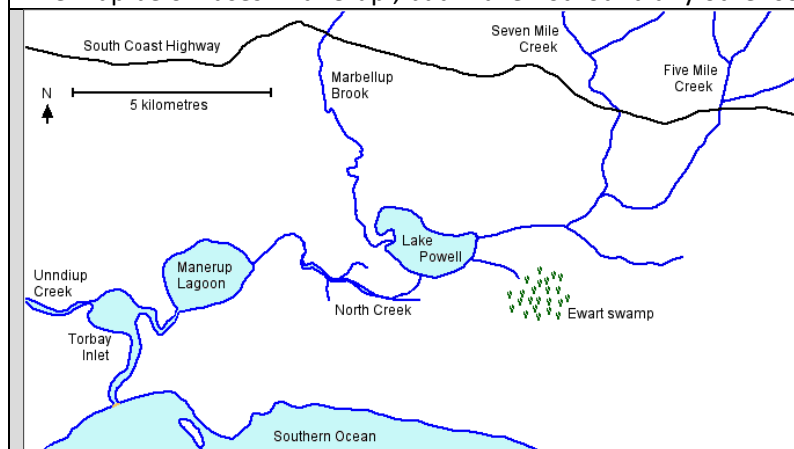 South Coast Highway
Seven Mile
Creek
Marbellup
Brook
Five Mile
Creek
N
5 kilometres
Lake
Powell
Manerup
Lagoon
Unndiup
Creek
North Creek
Ewart swamp
Torbay
Inlet
Southern Ocean